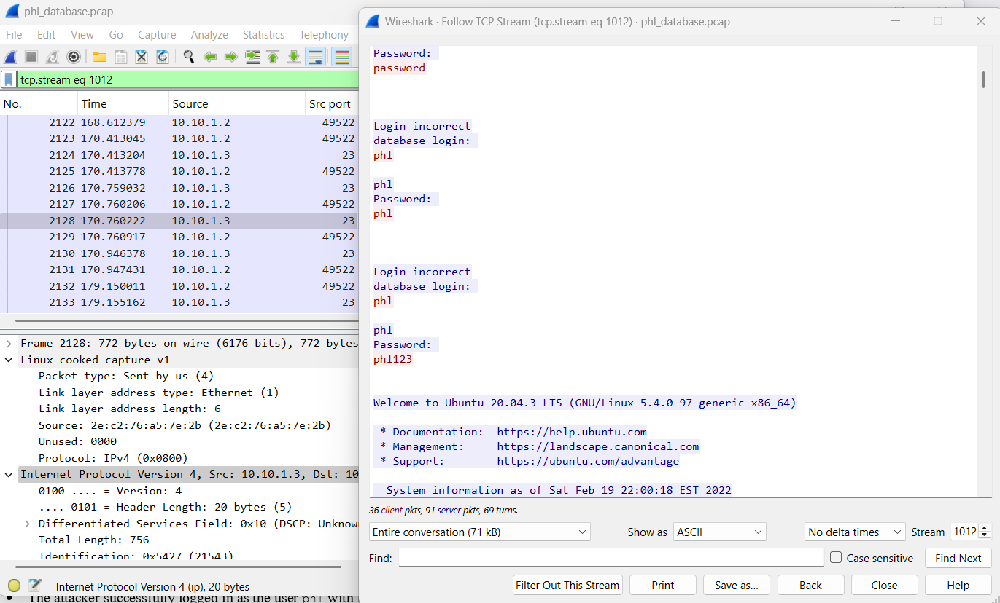 phl_database.pcap
File Edit View Go Capture Analyze Statistics Telephony
tcp.stream eq 1012
No. Time Source Src port
2122 168.612379 10.10.1.2 49522
2123 170.413045 10.10.1.2 49522
2124 170.413204 10.10.1.3 23
2125 170.413778 10.10.1.2 49522
2126 170.759032 10.10.1.3 23
2127 170.760206 10.10.1.2 49522
2128 170.760222 10.10.1.3 23
2129 170.760917 10.10.1.2 49522
2130 170.946378 10.10.1.3 23
2131 170.947431 10.10.1.2 49522
2132 179.150011 10.10.1.2 49522
2133 179.155162 10.10.1.3 23
Frame 2128: 772 bytes on wire (6176 bits), 772 bytes
Linux cooked capture v1
Packet type: Sent by us (4)
Link-layer address type: Ethernet (1)
Link-layer address length: 6
Source: 2e:c2:76:a5:7e:2b (2e:c2:76:a5:7e:2b)
Unused: 0000
Protocol: IPv4 (0x0800)
Internet Protocol Version 4, Src: 10.10.1.3, Dst: 10
0100 .... = Version: 4
.... 0101 = Header Length: 20 bytes (5)
Differentiated Services Field: 0x10 (DSCP: Unknow
Total Length: 756
Identification: 0x5427 (21543)
Internet Protocol Version 4 (ip), 20 bytes
• The attacker successfully logged in as the user phl with
Wireshark · Follow TCP Stream (tcp.stream eq 1012) · phl_database.pcap
Password:
password
Login incorrect
database login:
phl
phl
Password:
phl
Login incorrect
database login:
phl
phl
Password:
phl123
Welcome to Ubuntu 20.04.3 LTS (GNU/Linux 5.4.0-97-generic x86_64)
* Documentation: https://help.ubuntu.com
* Management: https://landscape.canonical.com
* Support: https://ubuntu.com/advantage
System information as of Sat Feb 19 22:00:18 EST 2022
36 client pkts, 91 server pkts, 69 turns.
Entire conversation (71 kB) Show as ASCII No delta times Stream 1012
Find: Case sensitive Find Next
Filter Out This Stream Print Save as... Back Close Help